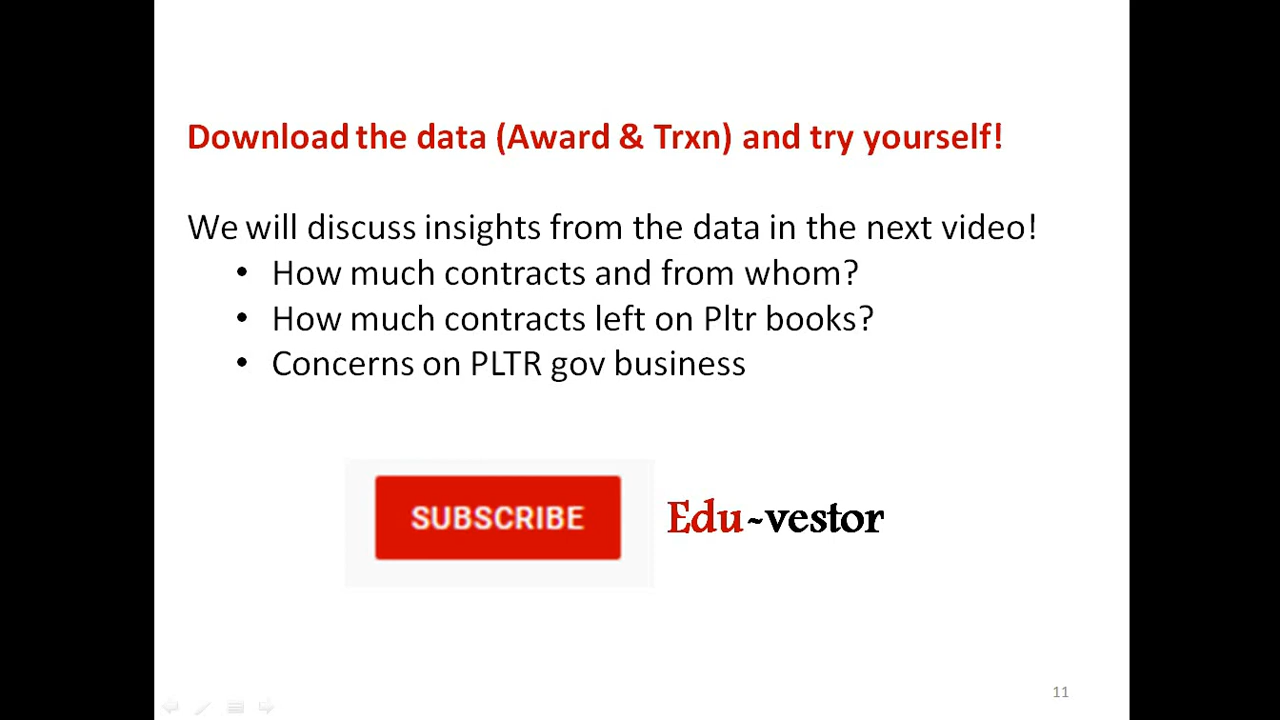 Download the data (Award & Trxn) and try yourself!
We will discuss insights from the data in the next video!
• How much contracts and from whom?
• How much contracts left on Pltr books?
• Concerns on PLTR gov business
SUBSCRIBE Edu~vestor
11